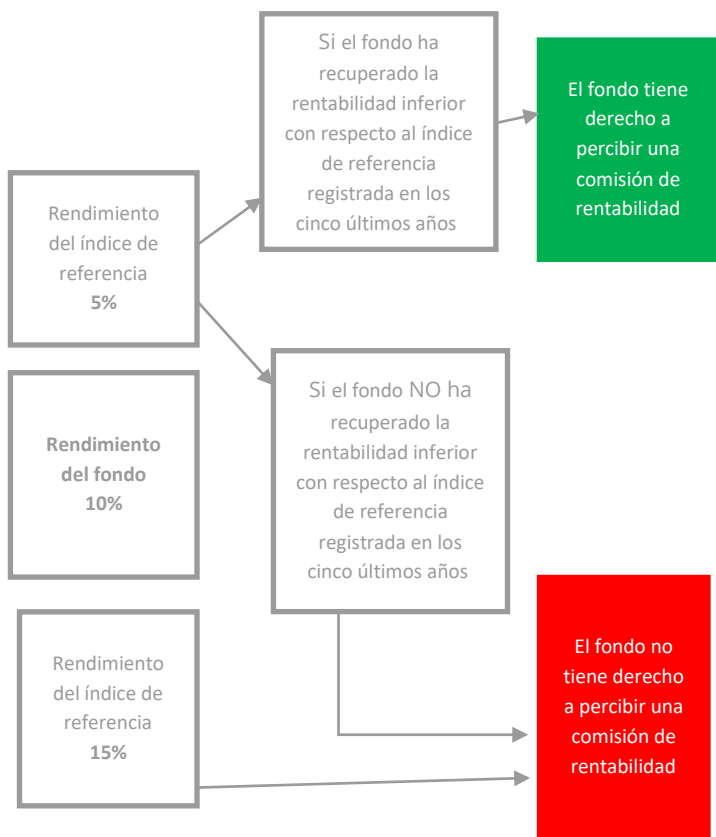 Si el fondo ha
recuperado la
rentabilidad inferior
con respecto al índice
de referencia
registrada en los
cinco últimos años
El fondo tiene
derecho a
percibir una
comisión de
rentabilidad
Rendimiento
del índice de
referencia
5%
Si el fondo NO ha
recuperado la
rentabilidad inferior
con respecto al índice
de referencia
registrada en los
cinco últimos años
Rendimiento
del fondo
10%
El fondo no
tiene derecho
a percibir una
comisión de
rentabilidad
Rendimiento
del índice de
referencia
15%